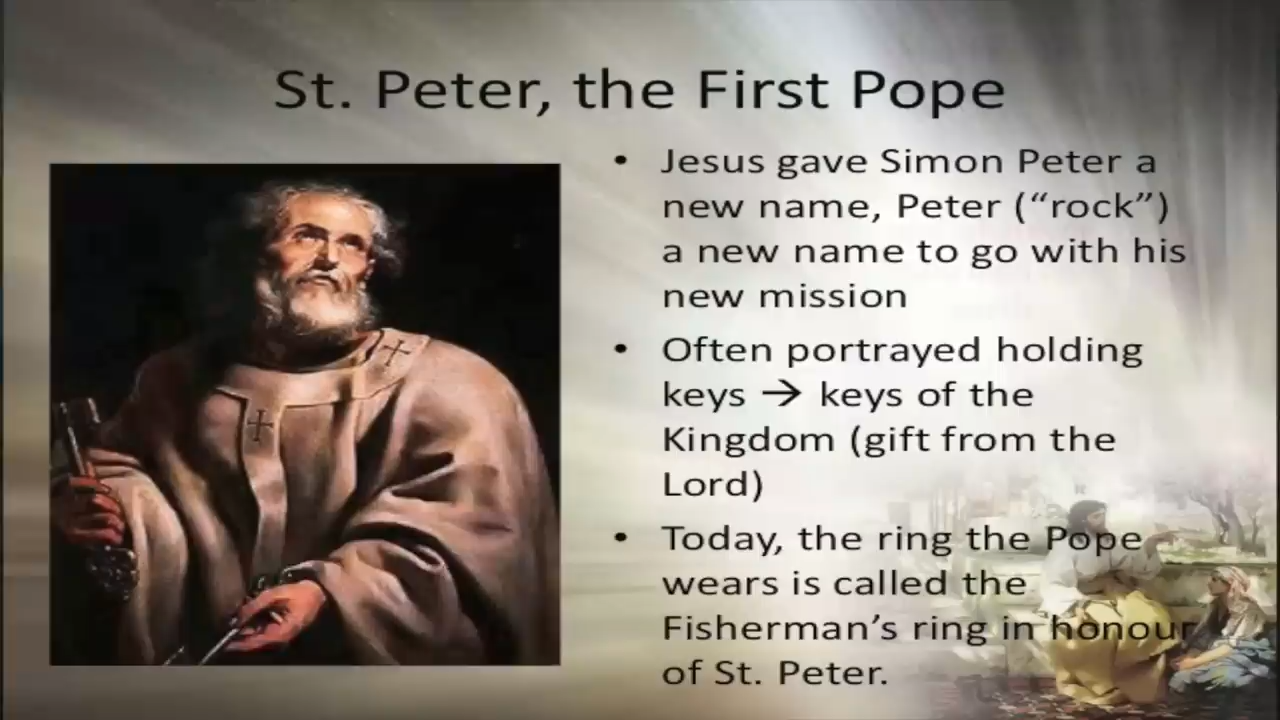 St. Peter, the First Pope
• Jesus gave Simon Peter a
new name, Peter (“rock”)
a new name to go with his
new mission
• Often portrayed holding
keys → keys of the
Kingdom (gift from the
Lord)
• Today, the ring the Pope
wears is called the
Fisherman’s ring in honour
of St. Peter.